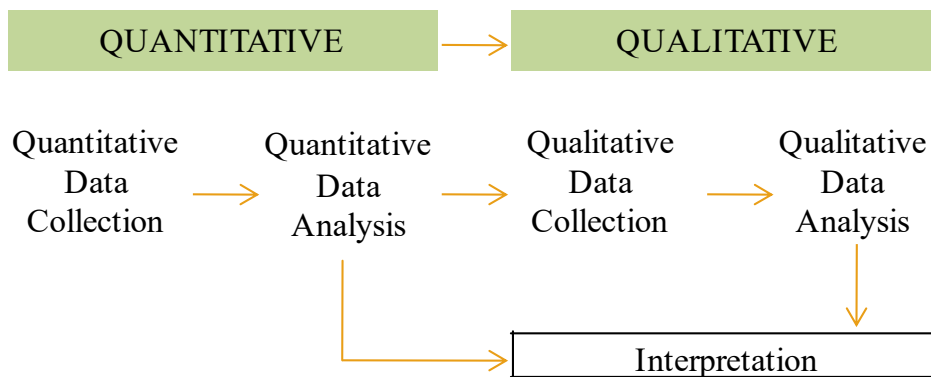 QUANTITATIVE
QUALITATIVE
Quantitative
Data
Collection
Quantitative
Data
Analysis
Qualitative
Data
Collection
Qualitative
Data
Analysis
Interpretation